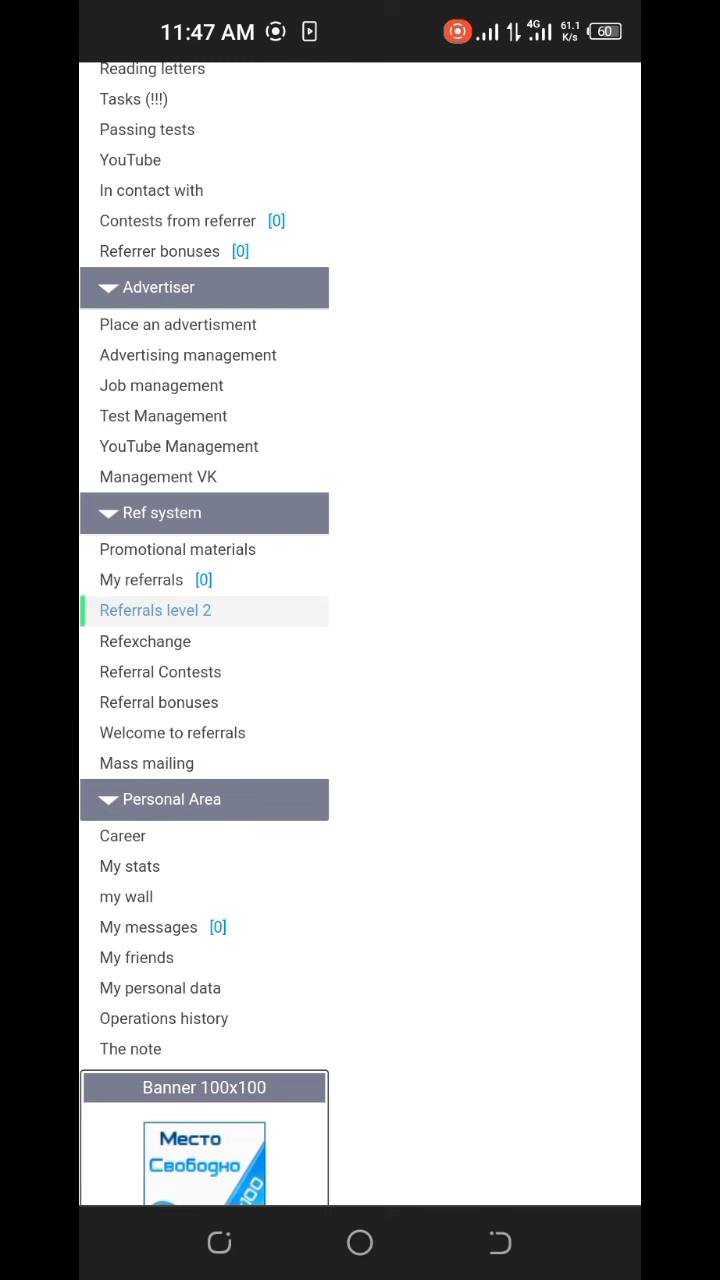 11:47 AM 4G 61.1 K/s 60
Reading letters
Tasks (!!!)
Passing tests
YouTube
In contact with
Contests from referrer [0]
Referrer bonuses [0]
Advertiser
Place an advertisment
Advertising management
Job management
Test Management
YouTube Management
Management VK
Ref system
Promotional materials
My referrals [0]
Referrals level 2
Refexchange
Referral Contests
Referral bonuses
Welcome to referrals
Mass mailing
Personal Area
Career
My stats
my wall
My messages [0]
My friends
My personal data
Operations history
The note
Banner 100x100
Место
Свободно
100